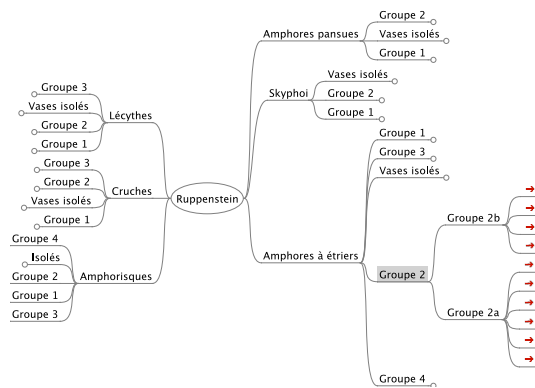 Ruppenstein
Lécythes
Groupe 3
Vases isolés
Groupe 2
Groupe 1
Cruches
Groupe 3
Groupe 2
Vases isolés
Groupe 1
Amphorisques
Groupe 4
Isolés
Groupe 2
Groupe 1
Groupe 3
Amphores pansues
Groupe 2
Vases isolés
Groupe 1
Skyphoi
Vases isolés
Groupe 2
Groupe 1
Amphores à étriers
Groupe 1
Groupe 3
Vases isolés
Groupe 2
Groupe 2b
Groupe 2a
Groupe 4